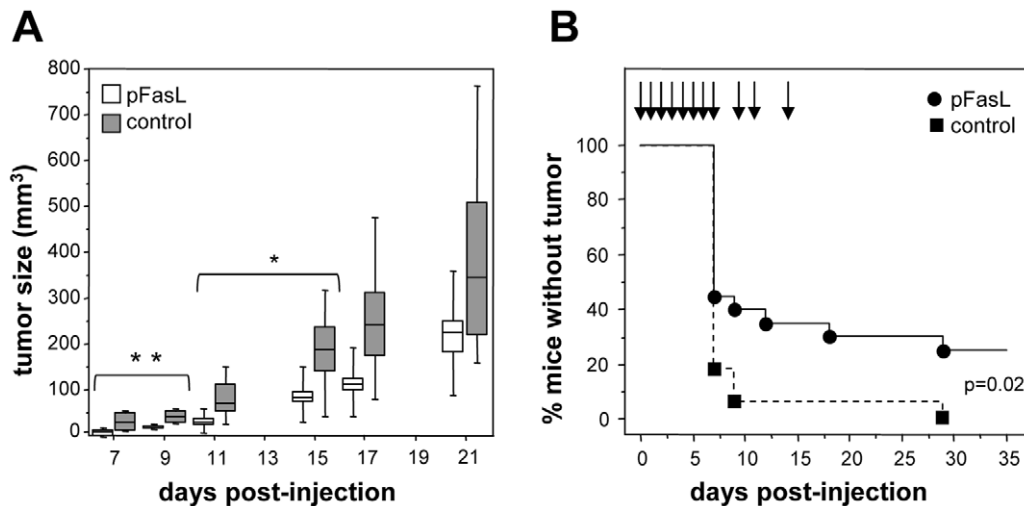 A
tumor size (mm³)
800
700
600
500
400
300
200
100
0
pFasL
control
* *
*
7 9 11 13 15 17 19 21
days post-injection
B
% mice without tumor
100
80
60
40
20
0
pFasL
control
p=0.02
0 5 10 15 20 25 30 35
days post-injection